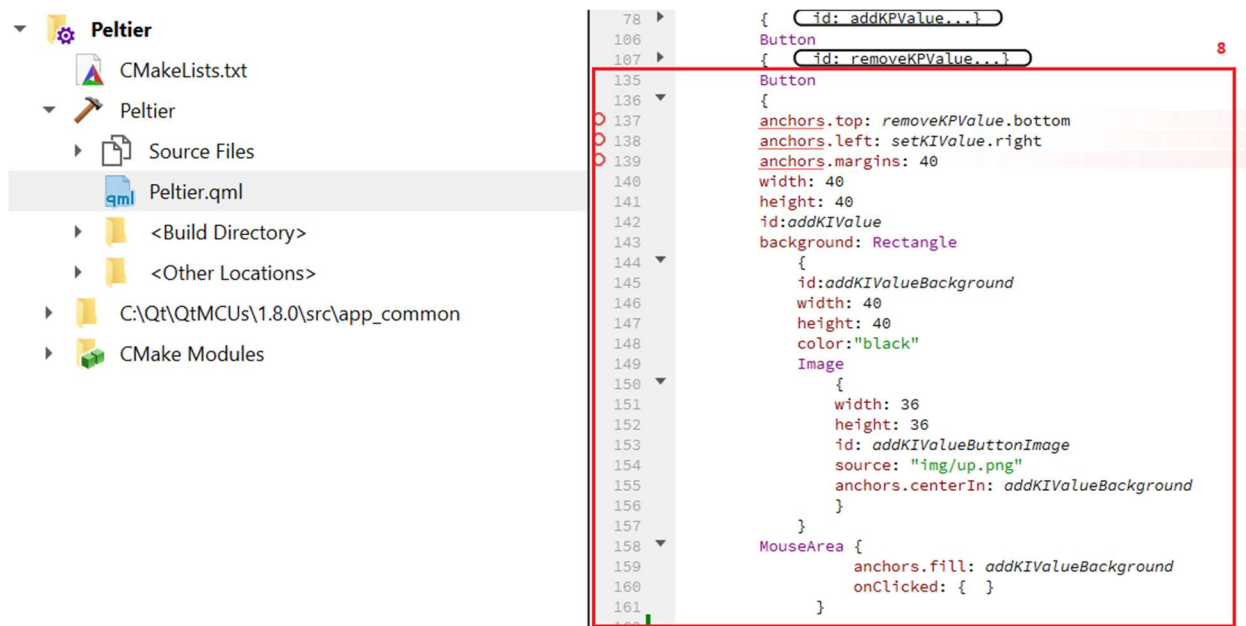 Peltier
CMakeLists.txt
Peltier
Source Files
Peltier.qml
<Build Directory>
<Other Locations>
C:\Qt\QtMCUs\1.8.0\src\app_common
CMake Modules
78 { id: addKPValue...}
106 Button
8
107 { id: removeKPValue...}
135 Button
136 {
137 anchors.top: removeKPValue.bottom
138 anchors.left: setKIValue.right
139 anchors.margins: 40
140 width: 40
141 height: 40
142 id:addKIValue
143 background: Rectangle
144 {
145 id:addKIValueBackground
146 width: 40
147 height: 40
148 color:"black"
149 Image
150 {
151 width: 36
152 height: 36
153 id: addKIValueButtonImage
154 source: "img/up.png"
155 anchors.centerIn: addKIValueBackground
156 }
157 }
158 MouseArea {
159 anchors.fill: addKIValueBackground
160 onClicked: { }
161 }